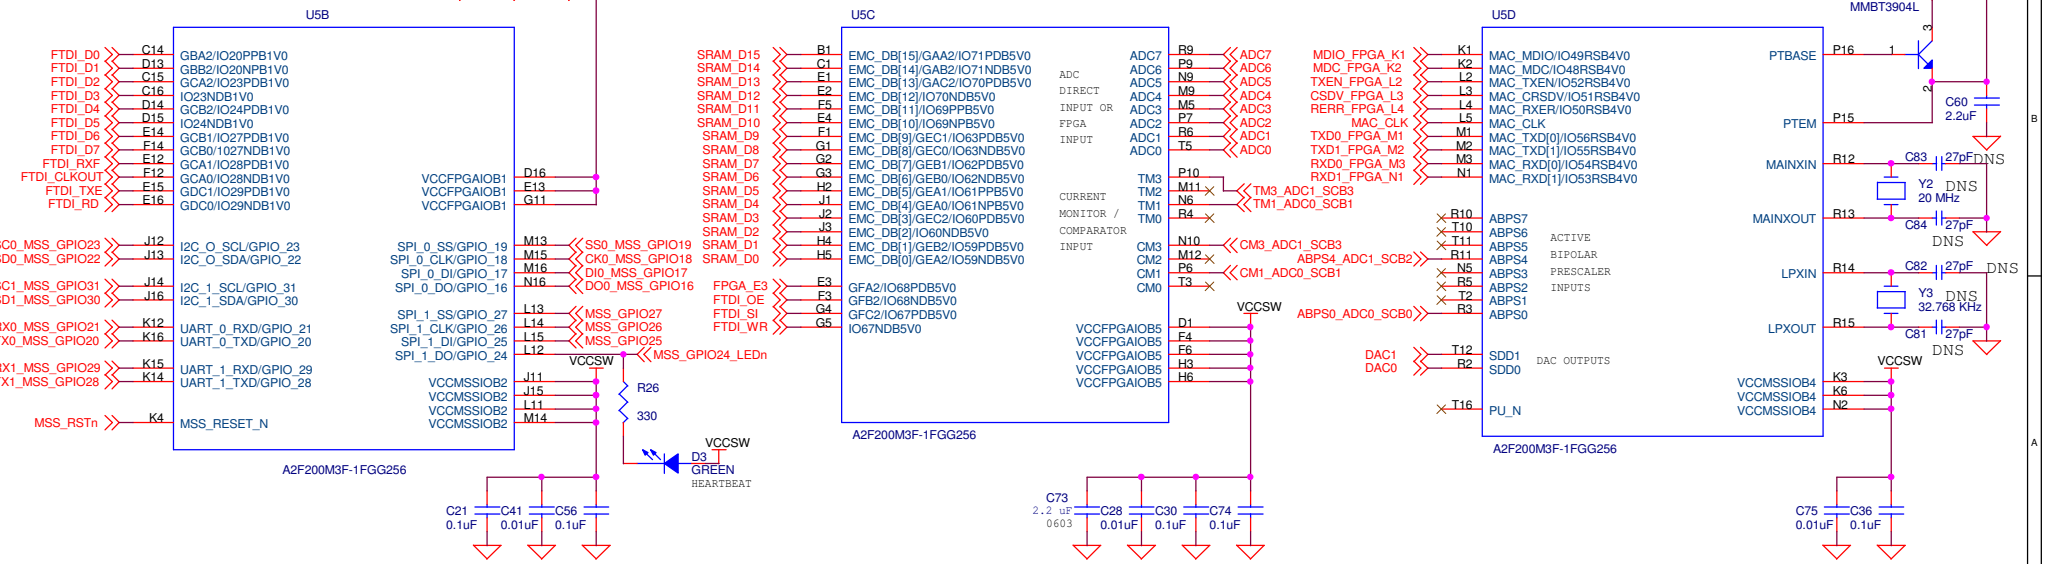 U5B
FTDI_D0 C14 GBA2/IO20PPB1V0
FTDI_D1 D13 GBB2/IO20NPB1V0
FTDI_D2 C15 GCA2/IO23PDB1V0
FTDI_D3 C16 IO23NDB1V0
FTDI_D4 D14 GCB2/IO24PDB1V0
FTDI_D5 D15 IO24NDB1V0
FTDI_D6 E14 GCB1/IO27PDB1V0
FTDI_D7 F14 GCB0/1027NDB1V0
FTDI_RXF E12 GCA1/IO28PDB1V0
FTDI_CLKOUT F12 GCA0/IO28NDB1V0 VCCFPGAIOB1 D16
FTDI_TXE E15 GDC1/IO29PDB1V0 VCCFPGAIOB1 E13
FTDI_RD E16 GDC0/IO29NDB1V0 VCCFPGAIOB1 G11
SC0_MSS_GPIO23 J12 I2C_O_SCL/GPIO_23 SPI_0_SS/GPIO_19 M13 SS0_MSS_GPIO19
SD0_MSS_GPIO22 J13 I2C_O_SDA/GPIO_22 SPI_0_CLK/GPIO_18 M15 CK0_MSS_GPIO18
SPI_0_DI/GPIO_17 M16 DI0_MSS_GPIO17
SC1_MSS_GPIO31 J14 I2C_1_SCL/GPIO_31 SPI_0_DO/GPIO_16 N16 DO0_MSS_GPIO16
SD1_MSS_GPIO30 J16 I2C_1_SDA/GPIO_30
SPI_1_SS/GPIO_27 L13 MSS_GPIO27
RX0_MSS_GPIO21 K12 UART_0_RXD/GPIO_21 SPI_1_CLK/GPIO_26 L14 MSS_GPIO26
TX0_MSS_GPIO20 K16 UART_0_TXD/GPIO_20 SPI_1_DI/GPIO_25 L15 MSS_GPIO25
SPI_1_DO/GPIO_24 L12 MSS_GPIO24_LEDn
VCCSW
RX1_MSS_GPIO29 K15 UART_1_RXD/GPIO_29
TX1_MSS_GPIO28 K14 UART_1_TXD/GPIO_28 VCCMSSIOB2 J11
VCCMSSIOB2 J15
VCCMSSIOB2 L11
MSS_RSTn K4 MSS_RESET_N VCCMSSIOB2 M14
R26
330
VCCSW
D3
GREEN
HEARTBEAT
A2F200M3F-1FGG256
C21 C41 C56
0.1uF 0.01uF 0.1uF
U5C
SRAM_D15 B1 EMC_DB[15]/GAA2/IO71PDB5V0 ADC7 R9 ADC7
SRAM_D14 C1 EMC_DB[14]/GAB2/IO71NDB5V0 ADC6 P9 ADC6
SRAM_D13 E1 EMC_DB[13]/GAC2/IO70PDB5V0 ADC5 N9 ADC5
SRAM_D12 E2 EMC_DB[12]/IO70NDB5V0 ADC4 M9 ADC4
SRAM_D11 F5 EMC_DB[11]/IO69PPB5V0 ADC3 M5 ADC3
SRAM_D10 E4 EMC_DB[10]/IO69NPB5V0 ADC2 P7 ADC2
SRAM_D9 F1 EMC_DB[9]/GEC1/IO63PDB5V0 ADC1 R6 ADC1
SRAM_D8 G1 EMC_DB[8]/GEC0/IO63NDB5V0 ADC0 T5 ADC0
SRAM_D7 G2 EMC_DB[7]/GEB1/IO62PDB5V0
SRAM_D6 G3 EMC_DB[6]/GEB0/IO62NDB5V0 TM3 P10
SRAM_D5 H2 EMC_DB[5]/GEA1/IO61PPB5V0 TM2 M11 TM3_ADC1_SCB3
SRAM_D4 J1 EMC_DB[4]/GEA0/IO61NPB5V0 TM1 N6 TM1_ADC0_SCB1
SRAM_D3 J2 EMC_DB[3]/GEC2/IO60PDB5V0 TM0 R4
SRAM_D2 J3 EMC_DB[2]/IO60NDB5V0
SRAM_D1 H4 EMC_DB[1]/GEB2/IO59PDB5V0 CM3 N10 CM3_ADC1_SCB3
SRAM_D0 H5 EMC_DB[0]/GEA2/IO59NDB5V0 CM2 M12
CM1 P6 CM1_ADC0_SCB1
FPGA_E3 E3 GFA2/IO68PDB5V0 CM0 T3
FTDI_OE F3 GFB2/IO68NDB5V0
FTDI_SI G4 GFC2/IO67PDB5V0
FTDI_WR G5 IO67NDB5V0
ADC
DIRECT
INPUT OR
FPGA
INPUT
CURRENT
MONITOR /
COMPARATOR
INPUT
VCCSW
VCCFPGAIOB5 D1
VCCFPGAIOB5 F4
VCCFPGAIOB5 F6
VCCFPGAIOB5 H3
VCCFPGAIOB5 H6
A2F200M3F-1FGG256
C73 C28 C30 C74
2.2 uF 0.01uF 0.1uF 0.1uF
0603
U5D
MMBT3904L
MDIO_FPGA_K1 K1 MAC_MDIO/IO49RSB4V0 PTBASE P16 1 3
MDC_FPGA_K2 K2 MAC_MDC/IO48RSB4V0
TXEN_FPGA_L2 L2 MAC_TXEN/IO52RSB4V0 2
CSDV_FPGA_L3 L3 MAC_CRSDV/IO51RSB4V0 C60
RERR_FPGA_L4 L4 MAC_RXER/IO50RSB4V0 2.2uF
MAC_CLK L5 MAC_CLK PTEM P15
TXD0_FPGA_M1 M1 MAC_TXD[0]/IO56RSB4V0
TXD1_FPGA_M2 M2 MAC_TXD[1]/IO55RSB4V0
RXD0_FPGA_M3 M3 MAC_RXD[0]/IO54RSB4V0 MAINXIN R12 C83 27pF DNS
RXD1_FPGA_N1 N1 MAC_RXD[1]/IO53RSB4V0 Y2 DNS
20 MHz
R10 ABPS7 MAINXOUT R13 C84 27pF
T10 ABPS6 DNS
T11 ABPS5
ABPS4_ADC1_SCB2 R11 ABPS4
N5 ABPS3 LPXIN R14 C82 27pF DNS
R5 ABPS2 Y3 DNS
T2 ABPS1 32.768 KHz
ABPS0_ADC0_SCB0 R3 ABPS0
LPXOUT R15 C81 27pF
DNS
ACTIVE
BIPOLAR
PRESCALER
INPUTS
DAC1 T12 SDD1 DAC OUTPUTS
DAC0 R2 SDD0
VCCSW
VCCMSSIOB4 K3
VCCMSSIOB4 K6
T16 PU_N VCCMSSIOB4 N2
A2F200M3F-1FGG256
C75 C36
0.01uF 0.1uF
B
A